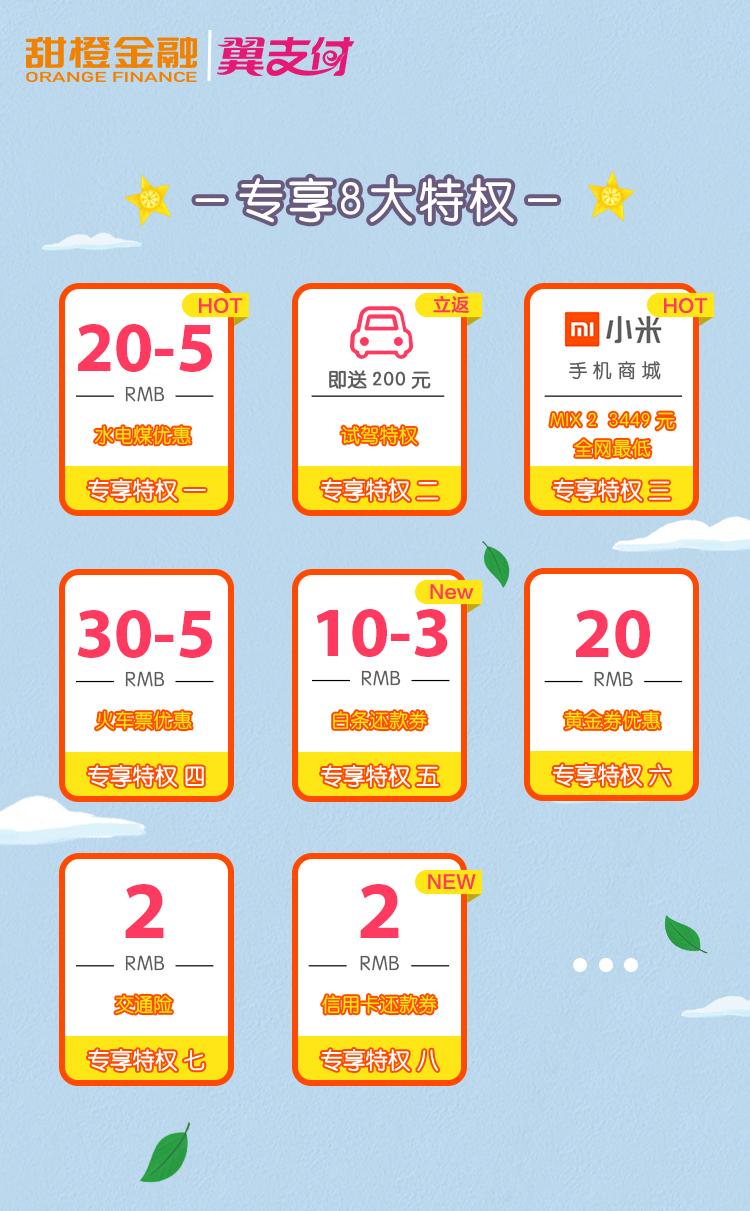 甜橙金融
ORANGE FINANCE
翼支付
专享8大特权
HOT
20-5
RMB
水电煤优惠
专享特权 一
立返
即送 200 元
试驾特权
专享特权 二
HOT
mi 小米
手机商城
MIX 2 3449 元
全网最低
专享特权 三
30-5
RMB
火车票优惠
专享特权 四
New
10-3
RMB
白条还款券
专享特权 五
20
RMB
黄金券优惠
专享特权 六
2
RMB
交通险
专享特权 七
NEW
2
RMB
信用卡还款券
专享特权 八